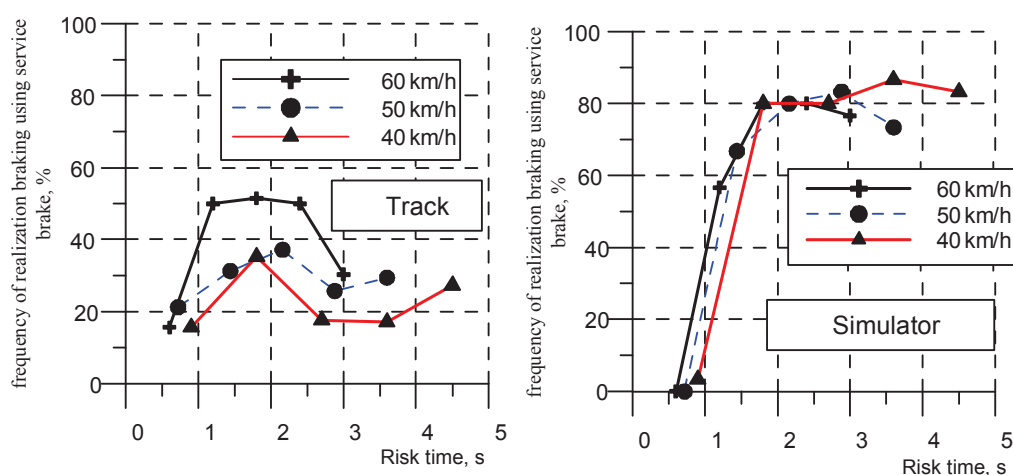 frequency of realization braking using service
brake, %
100
80
60
40
20
0
60 km/h
50 km/h
40 km/h
Track
0 1 2 3 4 5
Risk time, s
frequency of realization braking using service
brake, %
100
80
60
40
20
0
60 km/h
50 km/h
40 km/h
Simulator
0 1 2 3 4 5
Risk time, s